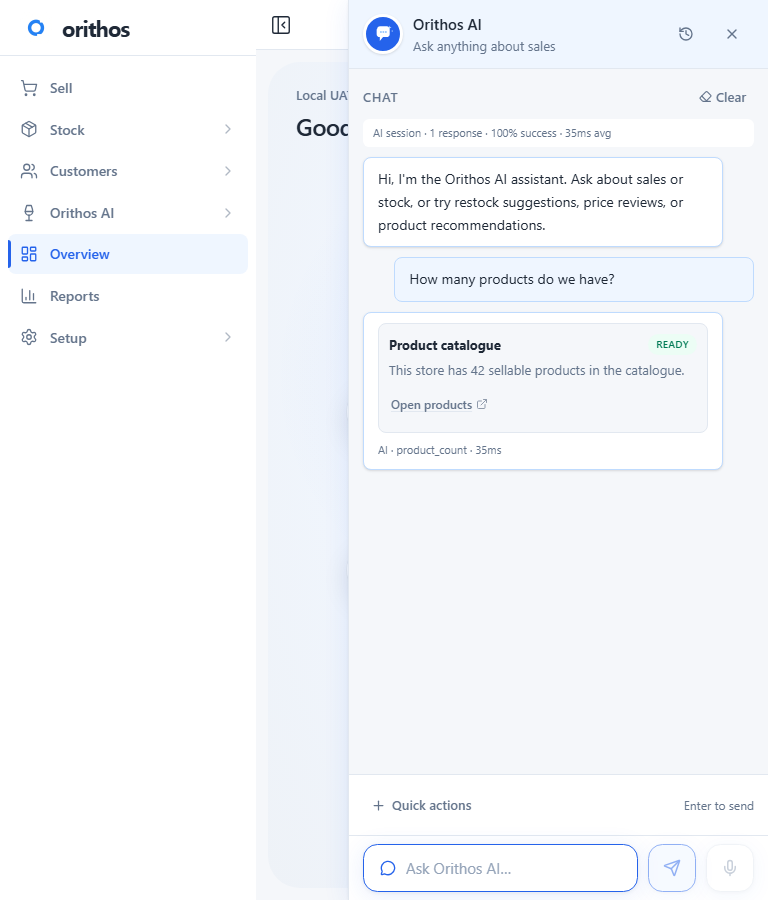 orithos
Sell
Stock
Customers
Orithos AI
Overview
Reports
Setup
Local UA
Good
Orithos AI
Ask anything about sales
CHAT
Clear
AI session · 1 response · 100% success · 35ms avg
Hi, I'm the Orithos AI assistant. Ask about sales or
stock, or try restock suggestions, price reviews, or
product recommendations.
How many products do we have?
Product catalogue
READY
This store has 42 sellable products in the catalogue.
Open products
AI · product_count · 35ms
Quick actions
Enter to send
Ask Orithos AI...